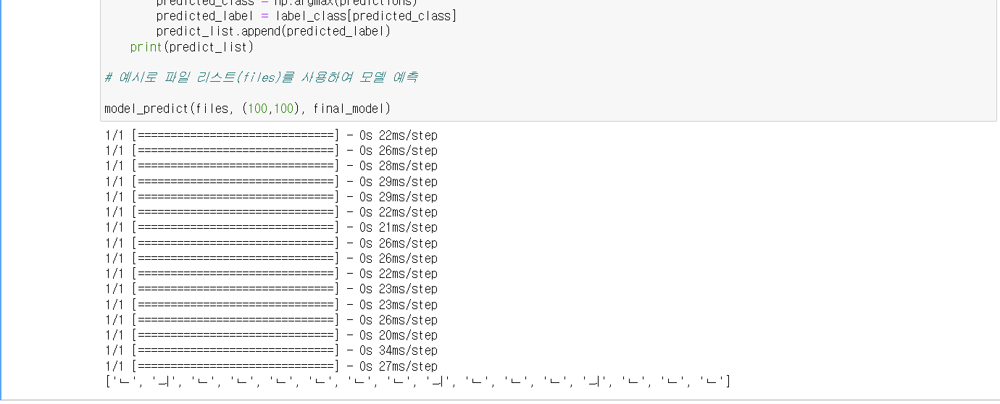 predicted_class = np.argmax(predictions)
predicted_label = label_class[predicted_class]
predict_list.append(predicted_label)
print(predict_list)
# 예시로 파일 리스트(files)를 사용하여 모델 예측
model_predict(files, (100,100), final_model)
1/1 [==============================] - 0s 22ms/step
1/1 [==============================] - 0s 26ms/step
1/1 [==============================] - 0s 28ms/step
1/1 [==============================] - 0s 29ms/step
1/1 [==============================] - 0s 29ms/step
1/1 [==============================] - 0s 22ms/step
1/1 [==============================] - 0s 21ms/step
1/1 [==============================] - 0s 26ms/step
1/1 [==============================] - 0s 26ms/step
1/1 [==============================] - 0s 22ms/step
1/1 [==============================] - 0s 23ms/step
1/1 [==============================] - 0s 23ms/step
1/1 [==============================] - 0s 26ms/step
1/1 [==============================] - 0s 20ms/step
1/1 [==============================] - 0s 34ms/step
1/1 [==============================] - 0s 27ms/step
['ㄴ', 'ㅢ', 'ㄴ', 'ㄴ', 'ㄴ', 'ㄴ', 'ㄴ', 'ㄴ', 'ㅢ', 'ㄴ', 'ㄴ', 'ㄴ', 'ㅢ', 'ㄴ', 'ㄴ', 'ㄴ']